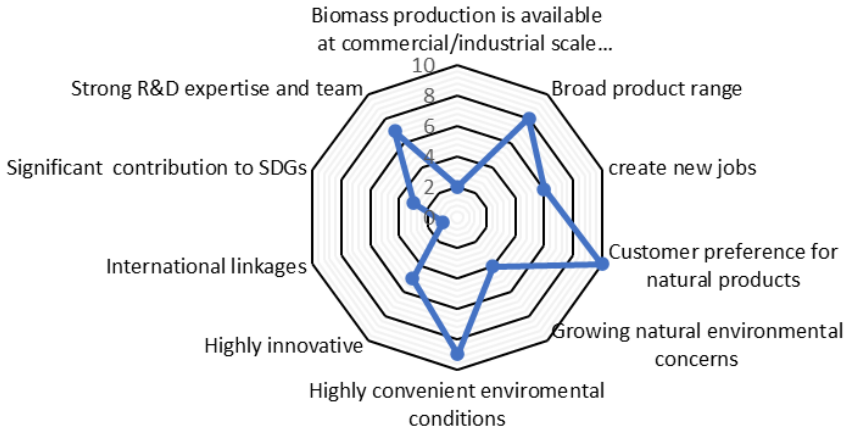 Biomass production is available
at commercial/industrial scale...
10
Strong R&D expertise and team
8
Broad product range
6
4
Significant contribution to SDGs
create new jobs
2
0
International linkages
Customer preference for
natural products
Highly innovative
Growing natural environmental
concerns
Highly convenient enviromental
conditions